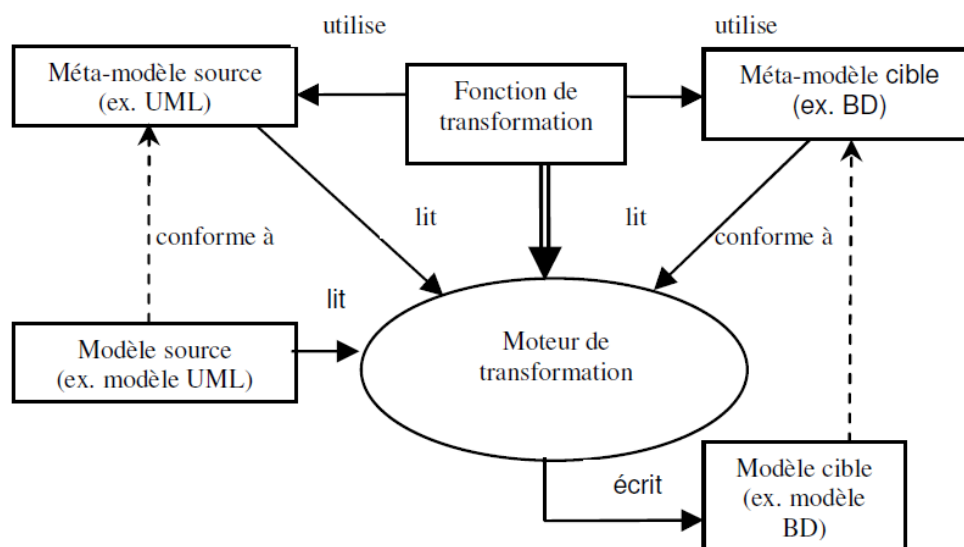 utilise
utilise
Méta-modèle source
(ex. UML)
Fonction de
transformation
Méta-modèle cible
(ex. BD)
lit
lit
conforme à
conforme à
lit
Modèle source
(ex. modèle UML)
Moteur de
transformation
écrit
Modèle cible
(ex. modèle
BD)